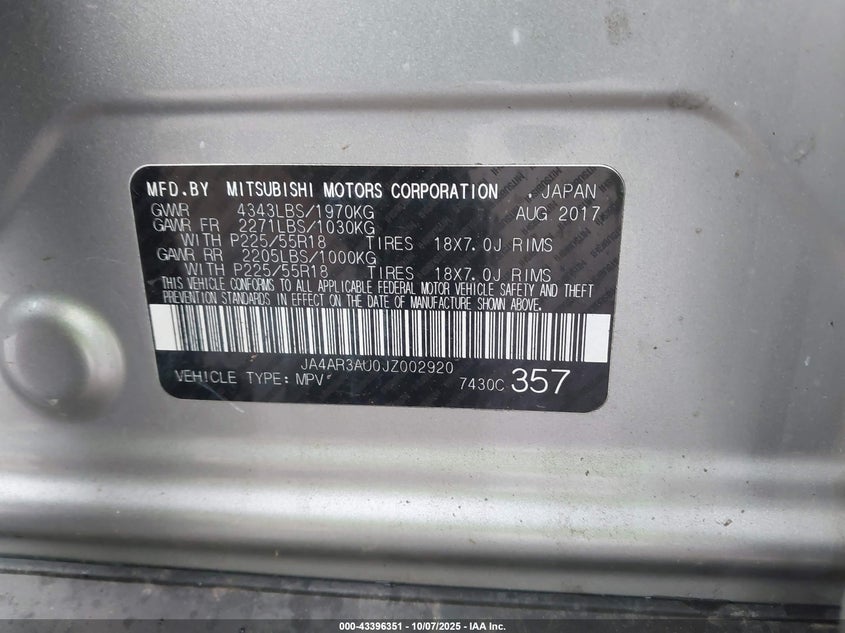 MFD.BY MITSUBISHI MOTORS CORPORATION , JAPAN
GVWR 4343LBS/1970KG AUG 2017
GAWR FR 2271LBS/1030KG
WITH P225/55R18 TIRES 18X7.0J RIMS
GAWR RR 2205LBS/1000KG
WITH P225/55R18 TIRES 18X7.0J RIMS
THIS VEHICLE CONFORMS TO ALL APPLICABLE FEDERAL MOTOR VEHICLE SAFETY AND THEFT
PREVENTION STANDARDS IN EFFECT ON THE DATE OF MANUFACTURE SHOWN ABOVE.
JA4AR3AU0JZ002920
VEHICLE TYPE: MPV 7430C 357
000-43396351 - 10/07/2025 - IAA Inc.